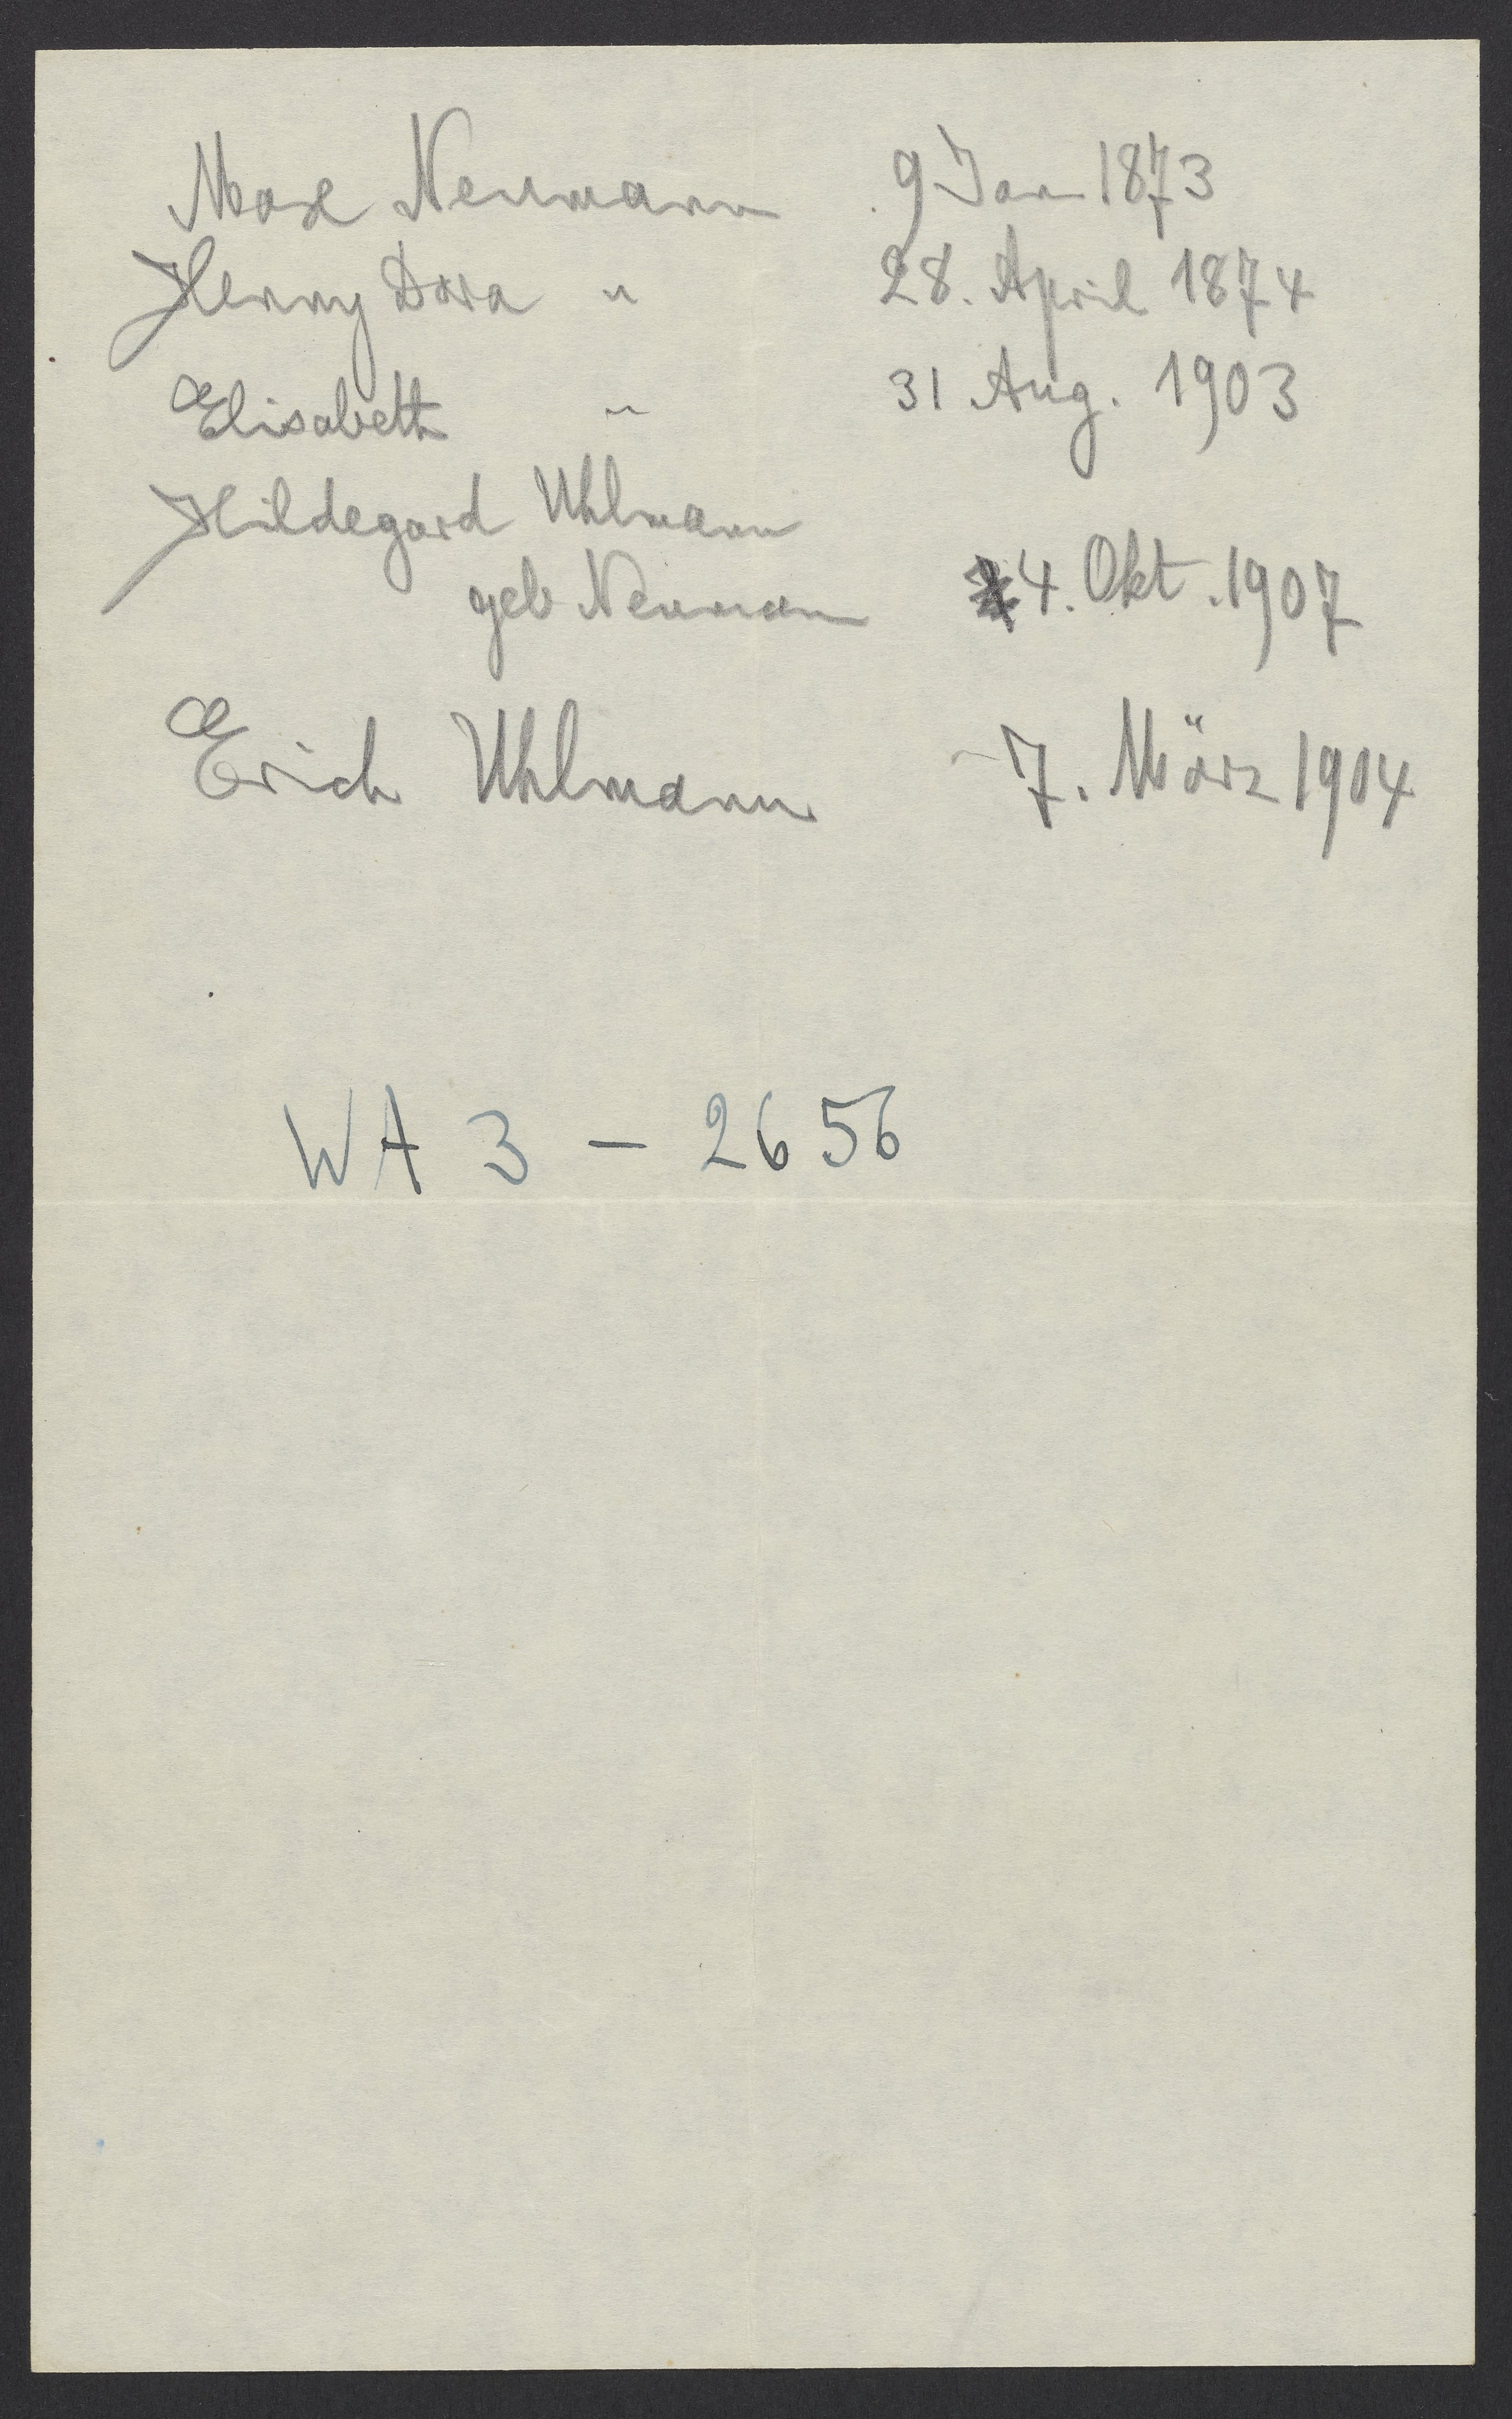 Max Neumann 9 Jan 1873
Henny Dora " 28. April 1874
Elisabeth " 31 Aug. 1903
Hildegard Uhlmann
geb Neumann 4. Okt. 1907
Erich Uhlmann 7. März 1904
WA 3 - 2656